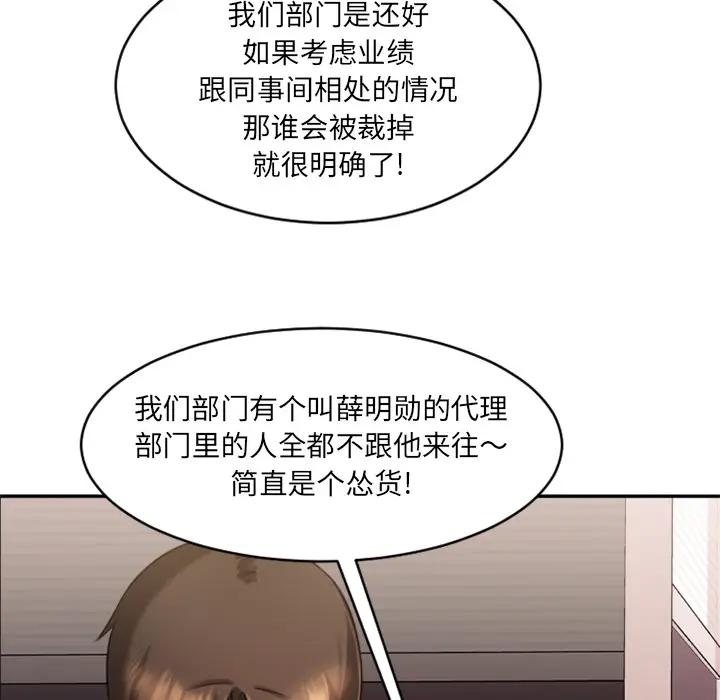 我们部门是还好
如果考虑业绩
跟同事间相处的情况
那谁会被裁掉
就很明确了!
我们部门有个叫薛明勋的代理
部门里的人全都不跟他来往～
简直是个怂货!